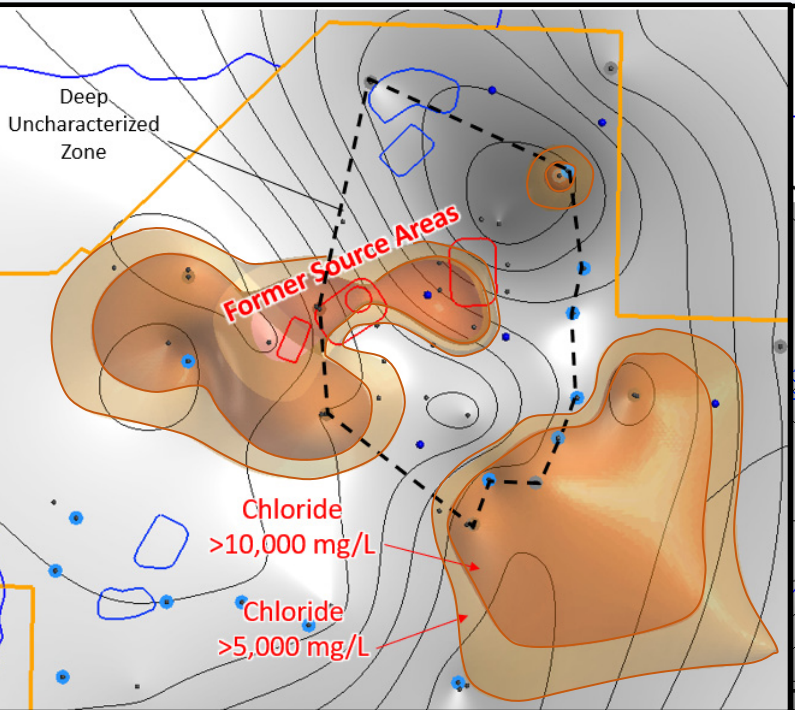 Deep
Uncharacterized
Zone
Former Source Areas
Chloride
>10,000 mg/L
Chloride
>5,000 mg/L